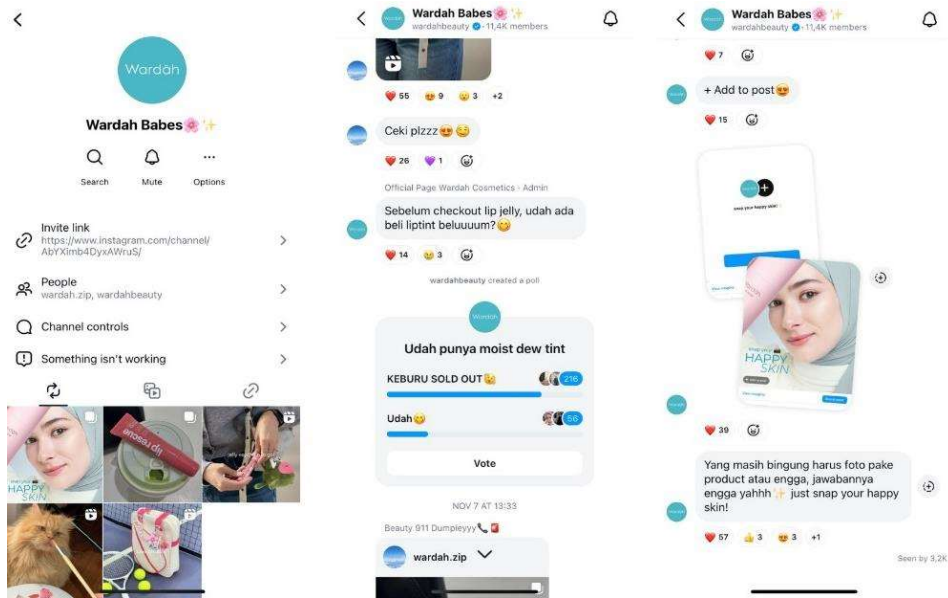 Wardah
Wardah Babes🌸✨
Search
Mute
Options
Invite link
https://www.instagram.com/channel/
AbYXimb4DyxAWruS/
People
wardah.zip, wardahbeauty
Channel controls
Something isn't working
HAPPY
SKIN
lip rescue
Wardah Babes🌸✨
wardahbeauty · 11,4K members
❤️ 55 😍 9 😄 3 +2
Ceki plzzz😍😋
❤️ 26 💜 1
Official Page Wardah Cosmetics · Admin
Sebelum checkout lip jelly, udah ada
beli liptint beluuuum?😋
❤️ 14 😢 3
wardahbeauty created a poll
Wardah
Udah punya moist dew tint
KEBURU SOLD OUT😹 216
Udah😋 56
Vote
NOV 7 AT 13:33
Beauty 911 Dumpleyyy📞🚨
wardah.zip
Wardah Babes🌸✨
wardahbeauty · 11,4K members
❤️ 7
+ Add to post😍
❤️ 15
snap your happy skin!
HAPPY
SKIN
❤️ 39
Yang masih bingung harus foto pake
product atau engga, jawabannya
engga yahhh✨ just snap your happy
skin!
❤️ 57 👍 3 😍 3 +1
Seen by 3,2K